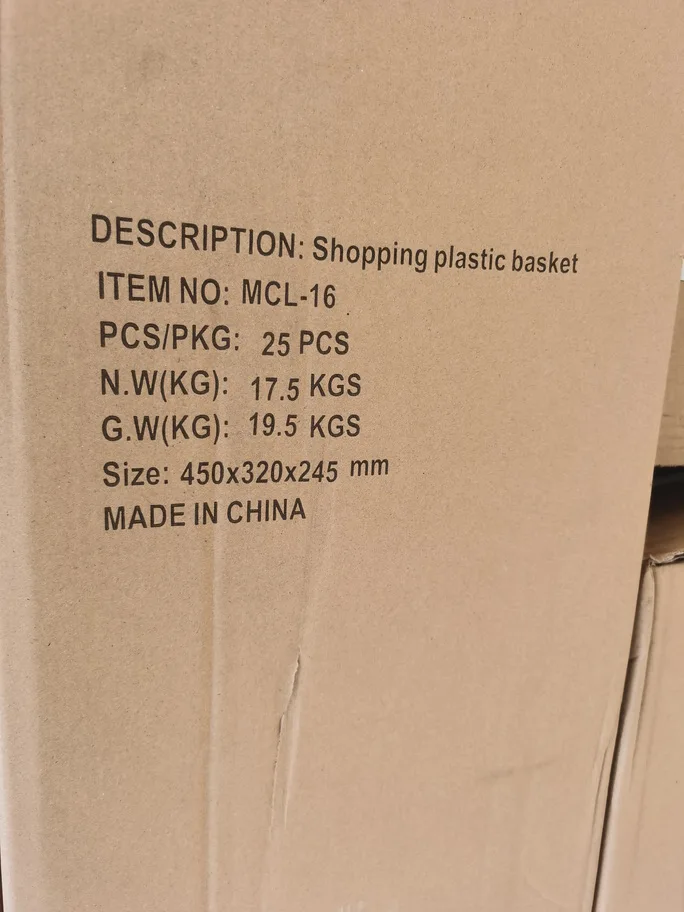 DESCRIPTION: Shopping plastic basket
ITEM NO: MCL-16
PCS/PKG: 25 PCS
N.W(KG): 17.5 KGS
G.W(KG): 19.5 KGS
Size: 450x320x245 mm
MADE IN CHINA